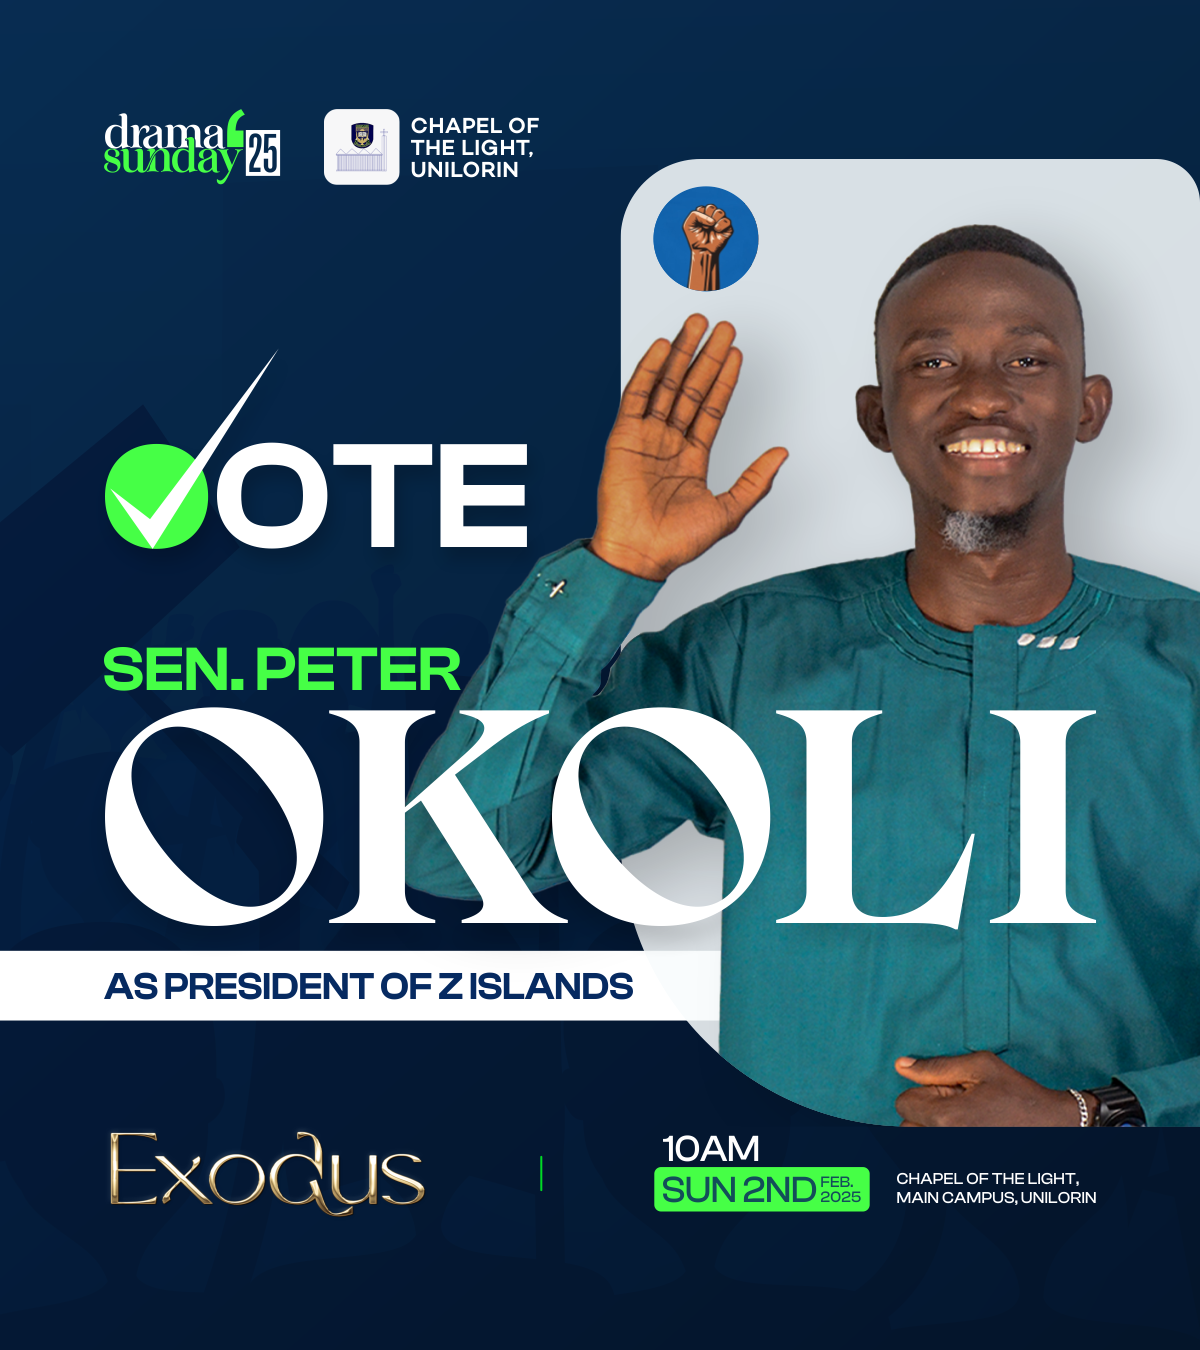 drama
sunday 25
CHAPEL OF
THE LIGHT,
UNILORIN
VOTE
SEN. PETER
OKOLI
AS PRESIDENT OF Z ISLANDS
Exodus
10AM
SUN 2ND FEB. 2025
CHAPEL OF THE LIGHT,
MAIN CAMPUS, UNILORIN